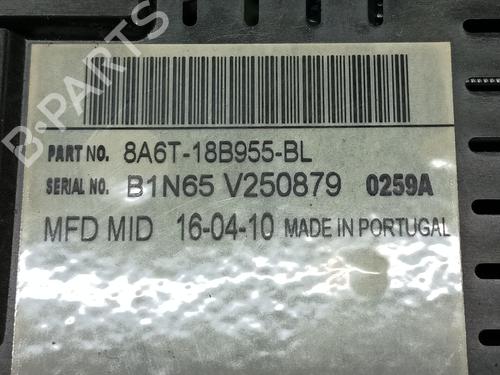 B-PARTS
PART NO. 8A6T-18B955-BL
SERIAL NO. B1N65 V250879 0259A
MFD MID 16-04-10 MADE IN PORTUGAL